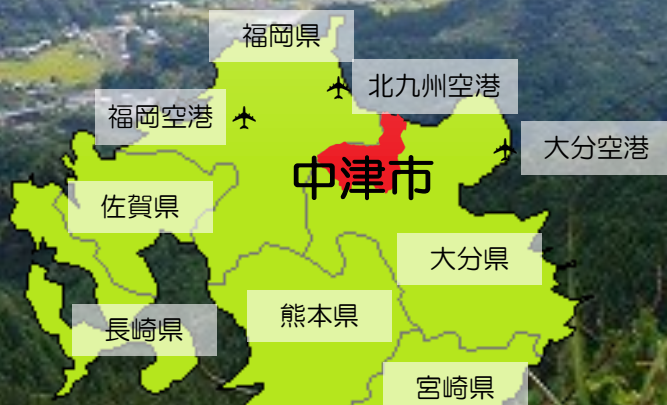 福岡県
北九州空港
福岡空港
大分空港
中津市
佐賀県
大分県
長崎県
熊本県
宮崎県